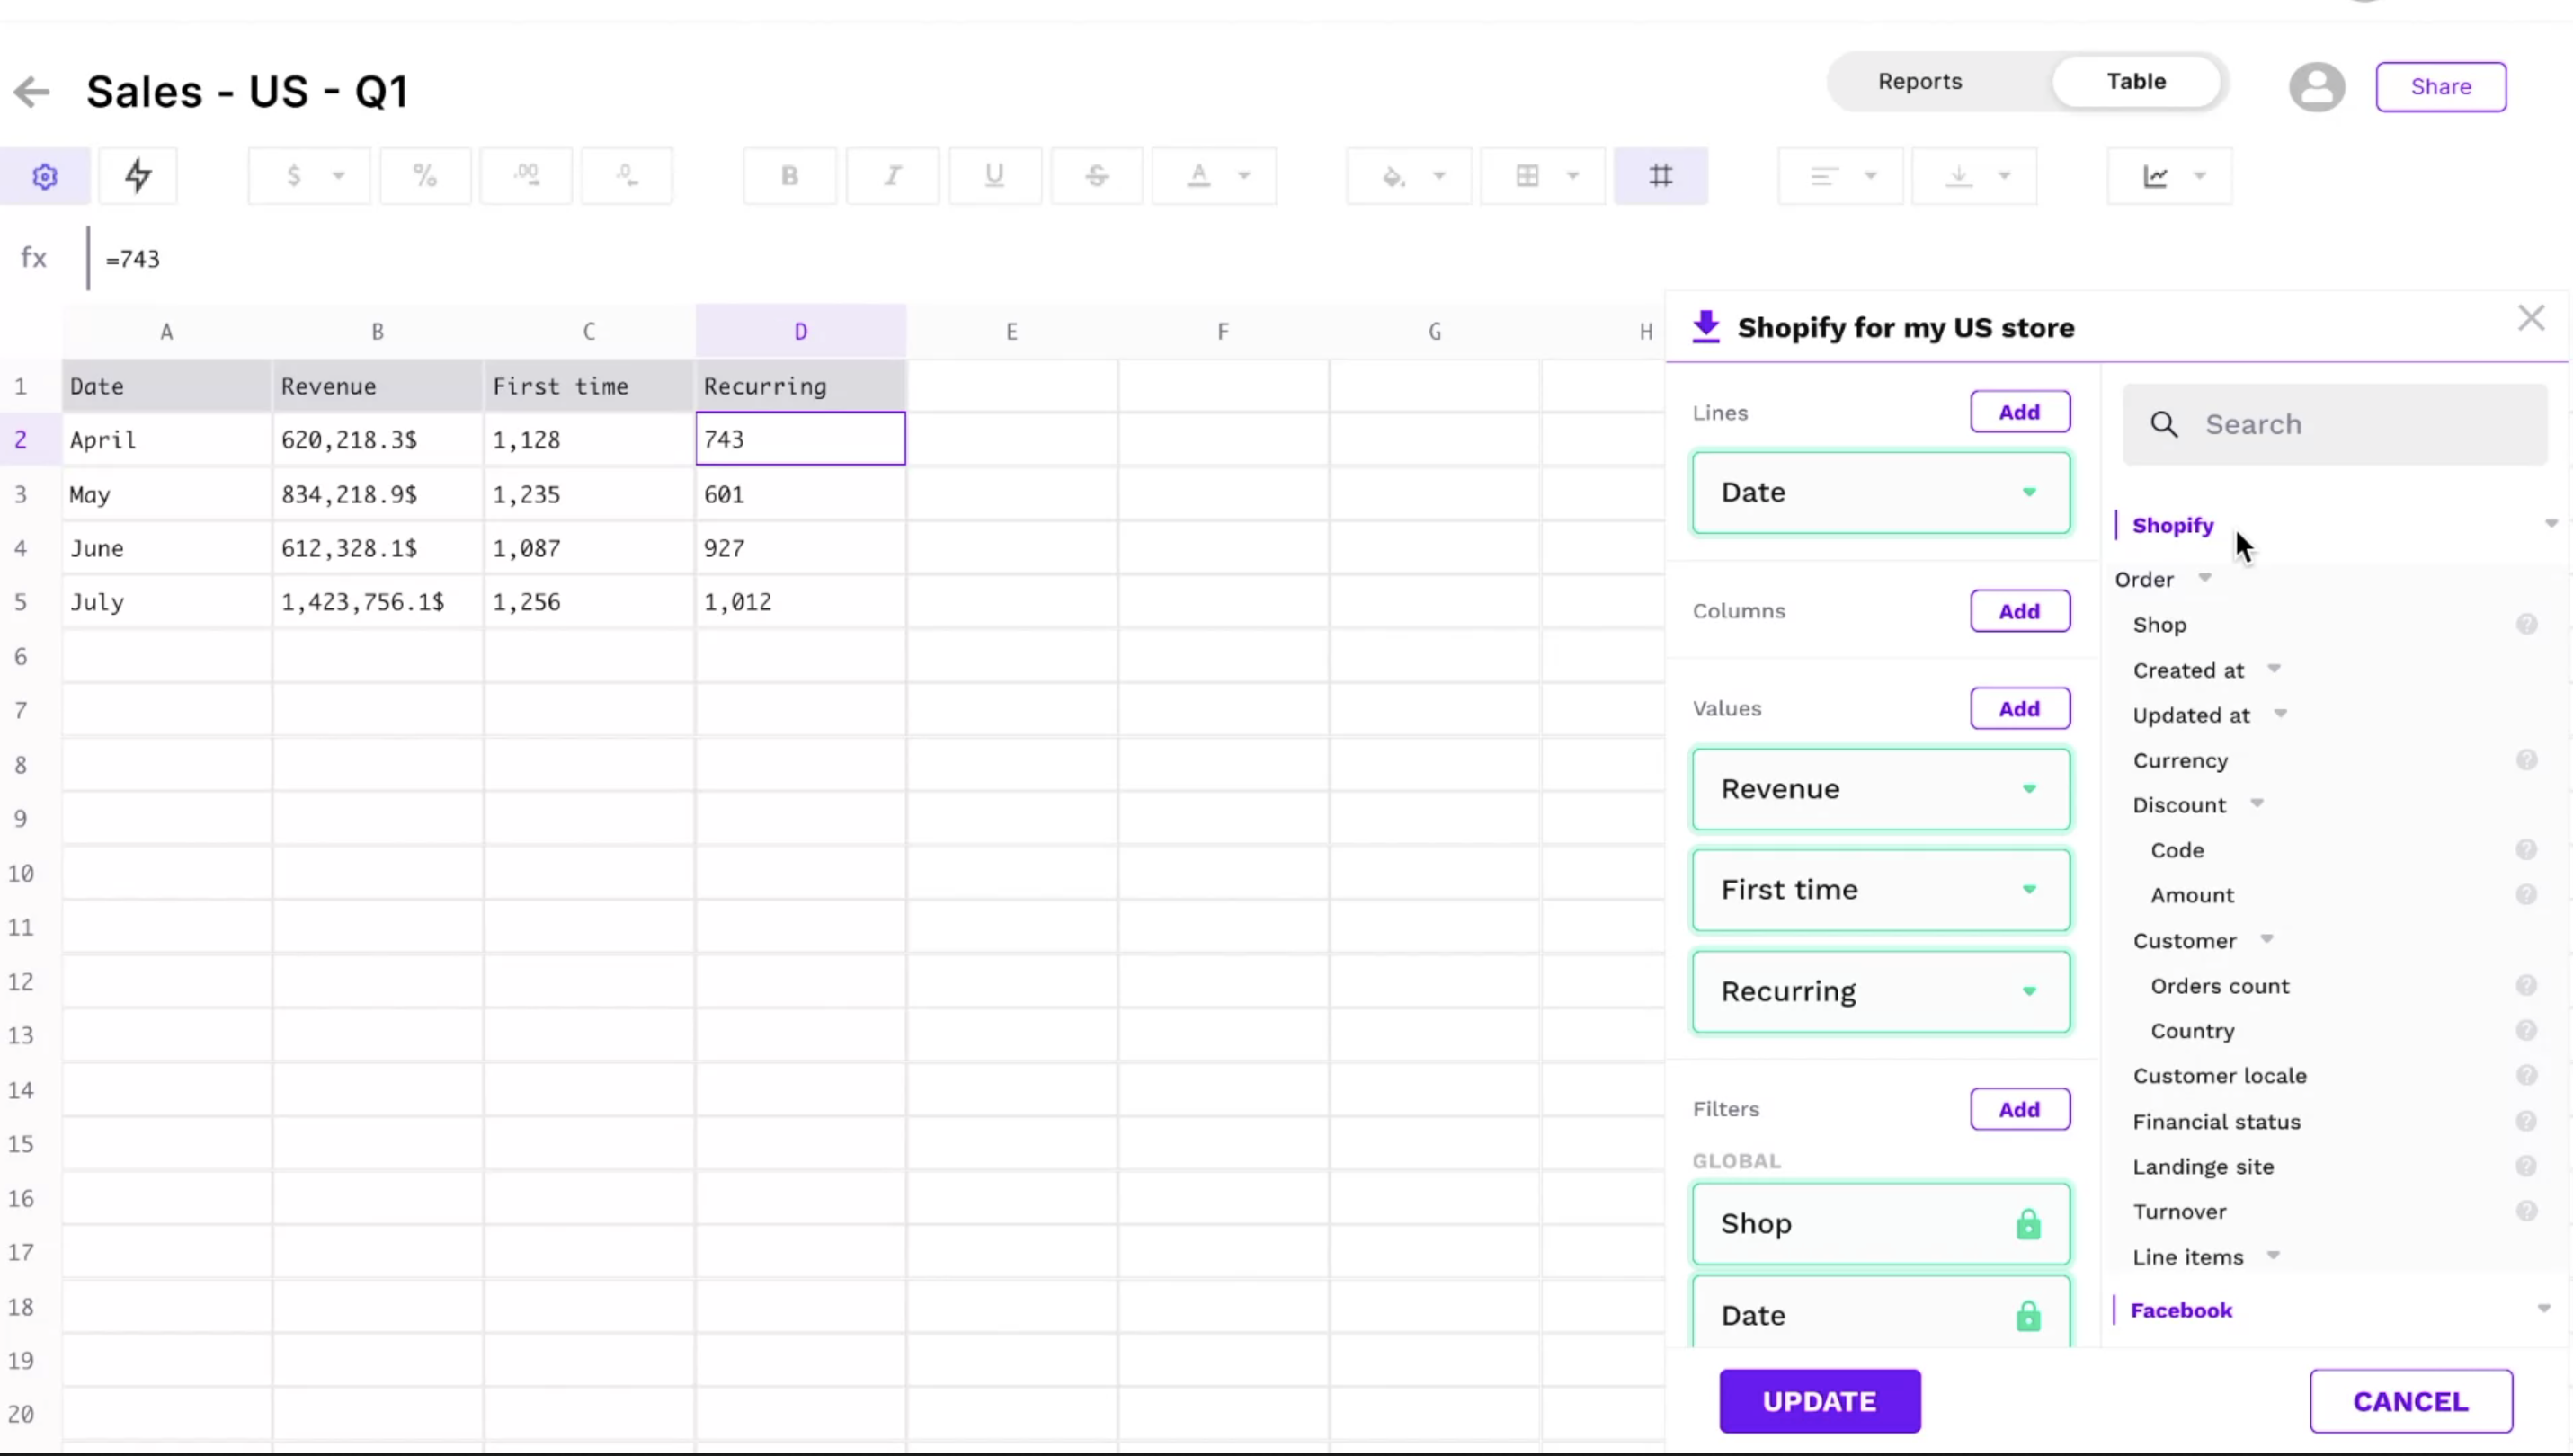 Sales - US - Q1
Reports Table Share
$ % .00 .0 B I U S A
fx =743
A B C D E F G H
1 Date Revenue First time Recurring
2 April 620,218.3$ 1,128 743
3 May 834,218.9$ 1,235 601
4 June 612,328.1$ 1,087 927
5 July 1,423,756.1$ 1,256 1,012
6
7
8
9
10
11
12
13
14
15
16
17
18
19
20
Shopify for my US store
Lines Add
Date
Columns Add
Values Add
Revenue
First time
Recurring
Filters Add
GLOBAL
Shop
Date
UPDATE
Search
Shopify
Order
Shop ?
Created at
Updated at
Currency ?
Discount
Code ?
Amount ?
Customer
Orders count ?
Country ?
Customer locale ?
Financial status ?
Landinge site ?
Turnover ?
Line items
Facebook
CANCEL